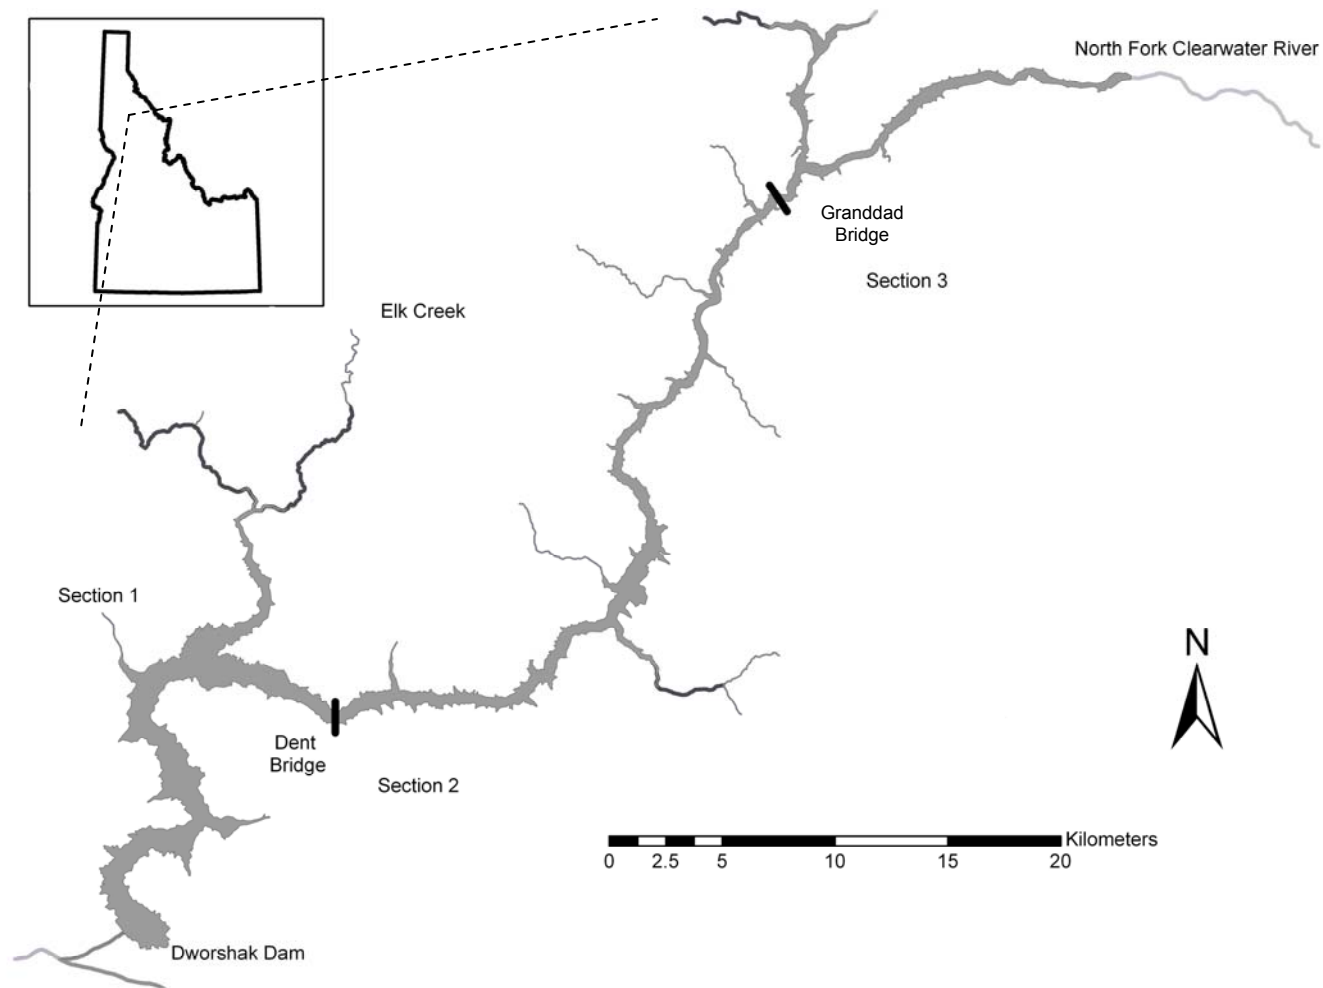 North Fork Clearwater River
Granddad
Bridge
Section 3
Elk Creek
Section 1
N
Dent
Bridge
Section 2
Kilometers
0 2.5 5 10 15 20
Dworshak Dam